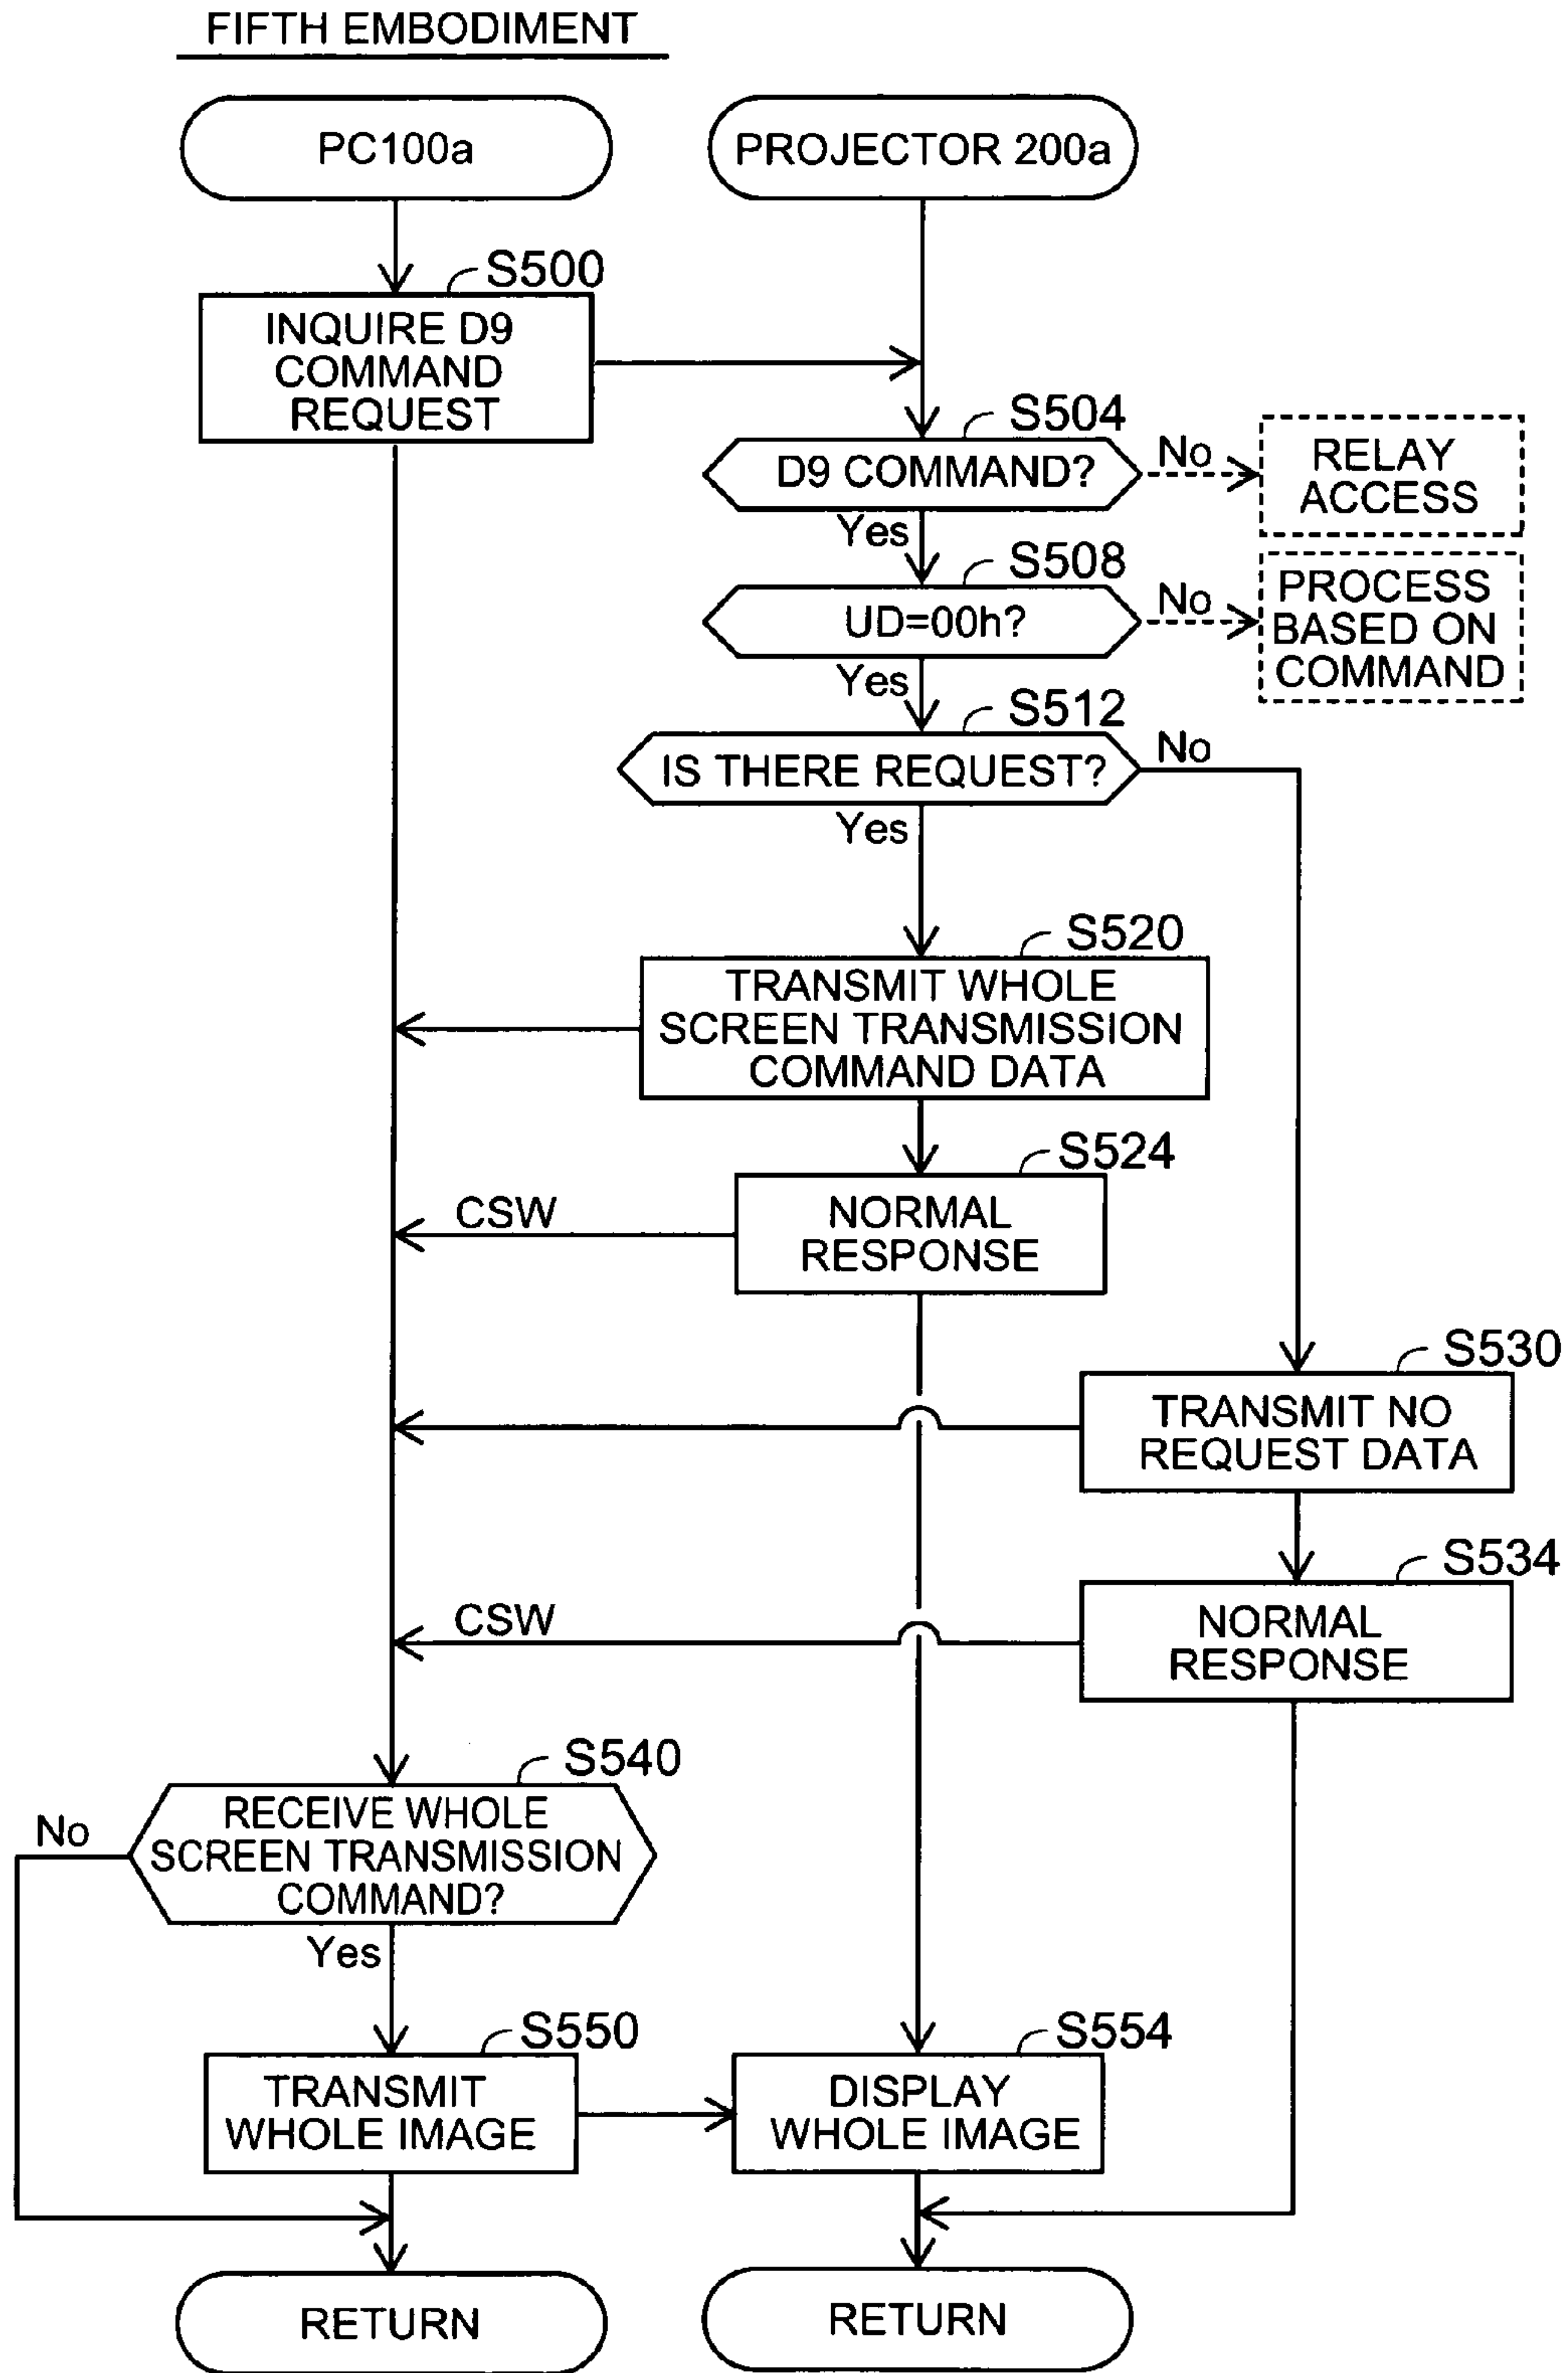 FIFTH EMBODIMENT
PC100a
PROJECTOR 200a
S500
INQUIRE D9
COMMAND
REQUEST
S504
D9 COMMAND?
No
RELAY
ACCESS
Yes
S508
UD=00h?
No
PROCESS
BASED ON
COMMAND
Yes
S512
IS THERE REQUEST?
No
Yes
S520
TRANSMIT WHOLE
SCREEN TRANSMISSION
COMMAND DATA
S524
CSW
NORMAL
RESPONSE
S530
TRANSMIT NO
REQUEST DATA
S534
CSW
NORMAL
RESPONSE
S540
No
RECEIVE WHOLE
SCREEN TRANSMISSION
COMMAND?
Yes
S550
TRANSMIT
WHOLE IMAGE
S554
DISPLAY
WHOLE IMAGE
RETURN
RETURN